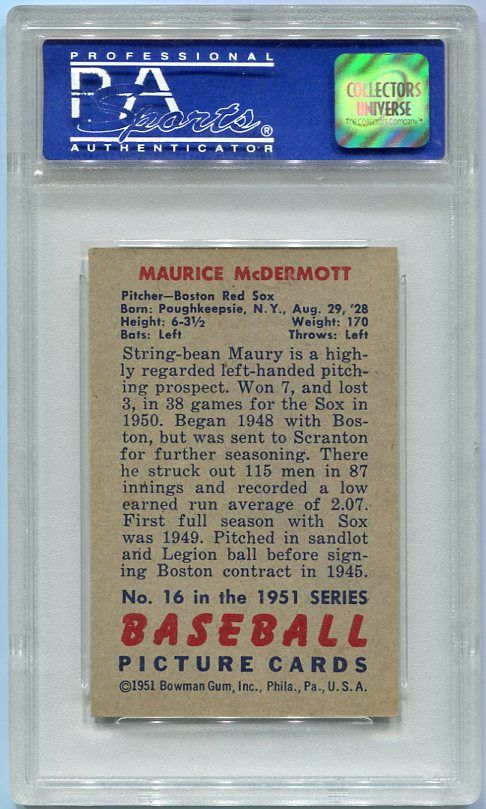 PROFESSIONAL
PSA
Sports®
AUTHENTICATOR
COLLECTORS
UNIVERSE
The Collectors Company™
MAURICE McDERMOTT
Pitcher—Boston Red Sox
Born: Poughkeepsie, N.Y., Aug. 29, '28
Height: 6-3½ Weight: 170
Bats: Left Throws: Left
String-bean Maury is a high-
ly regarded left-handed pitch-
ing prospect. Won 7, and lost
3, in 38 games for the Sox in
1950. Began 1948 with Bos-
ton, but was sent to Scranton
for further seasoning. There
he struck out 115 men in 87
innings and recorded a low
earned run average of 2.07.
First full season with Sox
was 1949. Pitched in sandlot
and Legion ball before sign-
ing Boston contract in 1945.
No. 16 in the 1951 SERIES
BASEBALL
PICTURE CARDS
©1951 Bowman Gum, Inc., Phila., Pa., U.S.A.